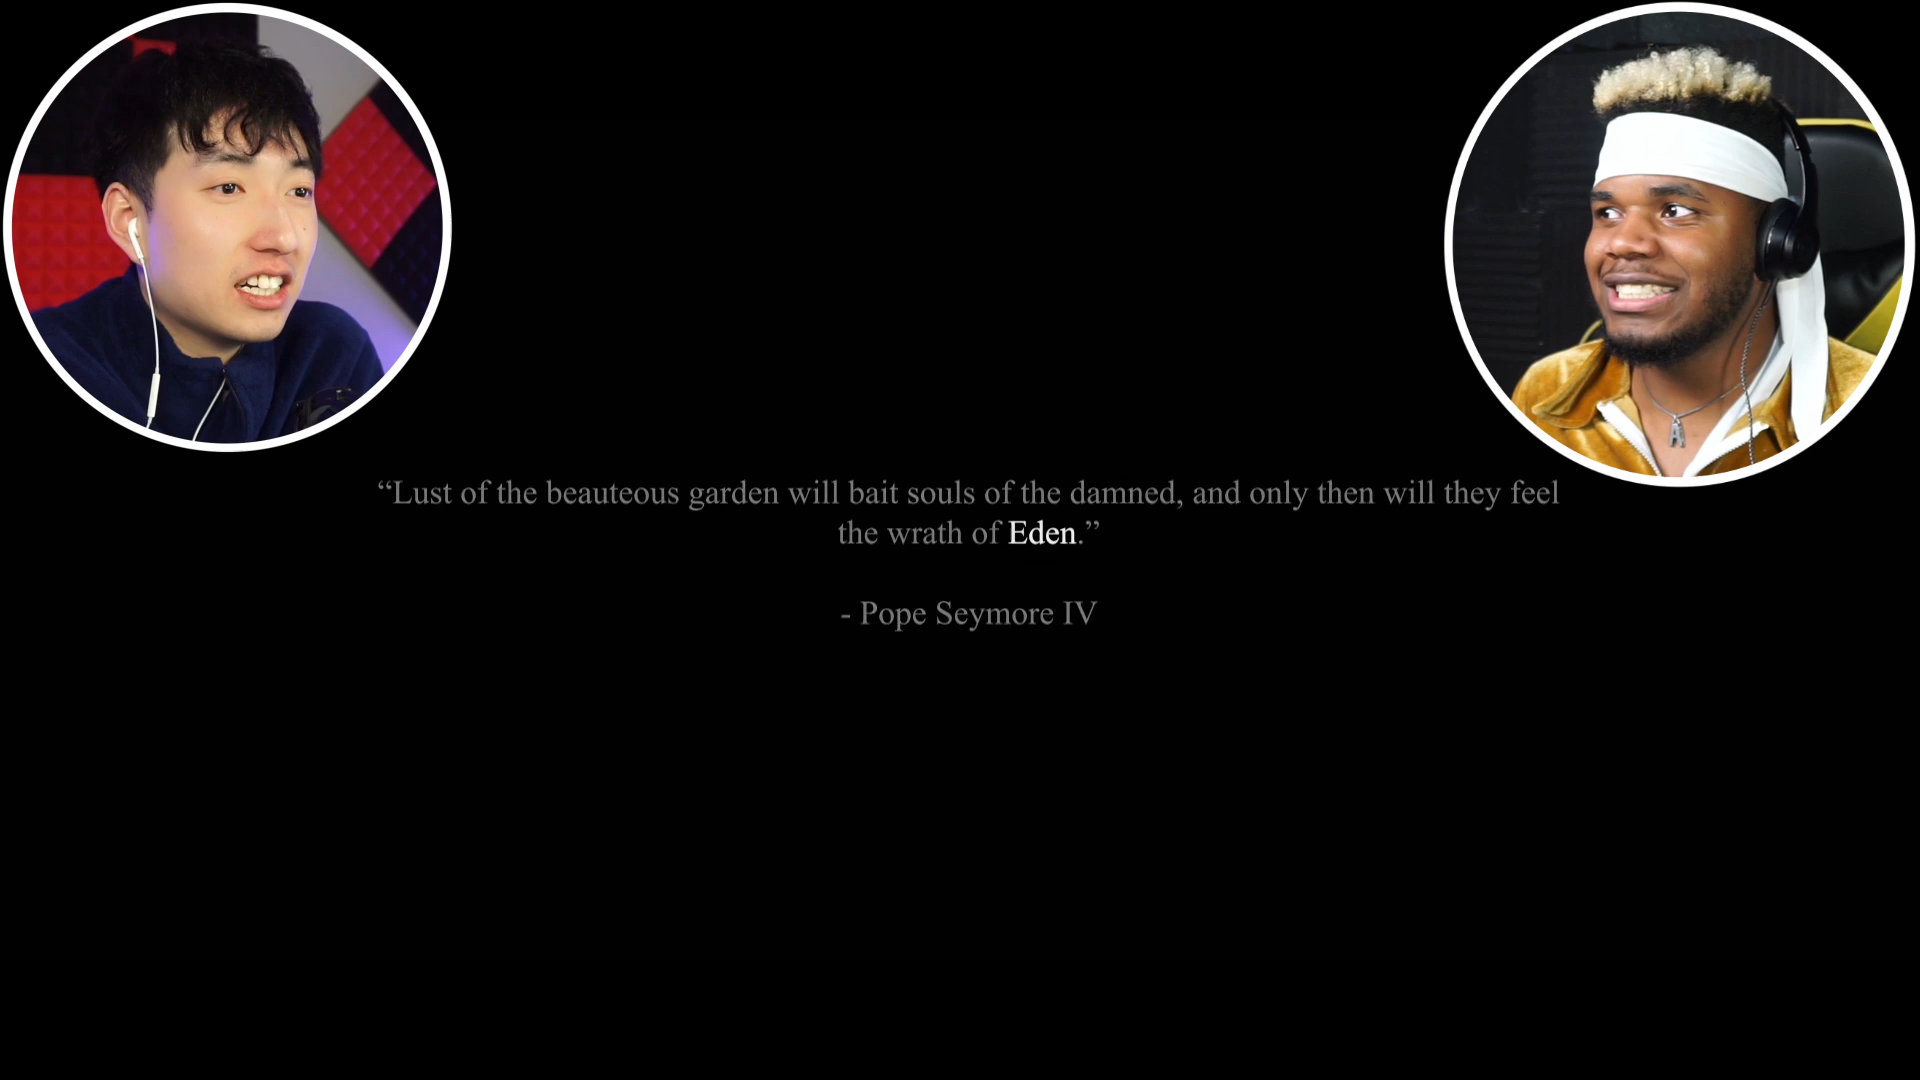 “Lust of the beauteous garden will bait souls of the damned, and only then will they feel
the wrath of Eden.”
- Pope Seymore IV